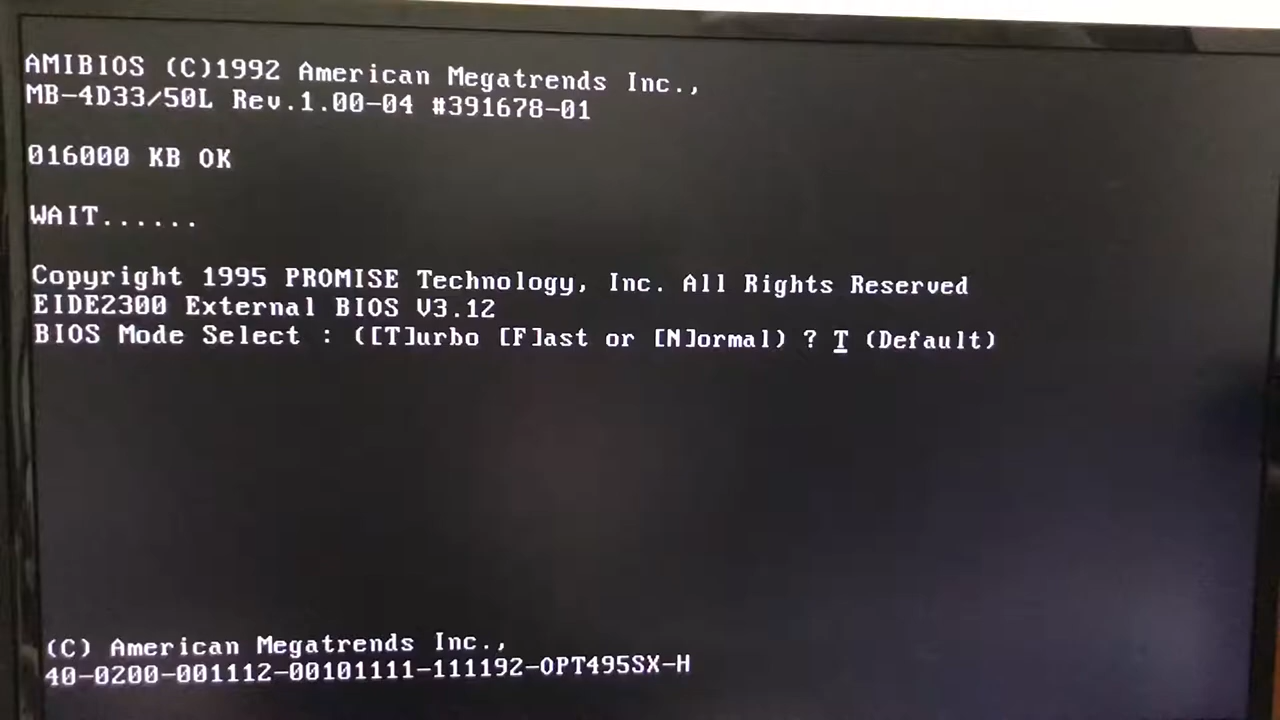 AMIBIOS (C)1992 American Megatrends Inc.,
MB-4D33/50L Rev.1.00-04 #391678-01
016000 KB OK
WAIT......
Copyright 1995 PROMISE Technology, Inc. All Rights Reserved
EIDE2300 External BIOS V3.12
BIOS Mode Select : ([T]urbo [F]ast or [N]ormal) ? T (Default)
(C) American Megatrends Inc.,
40-0200-001112-00101111-111192-OPT495SX-H